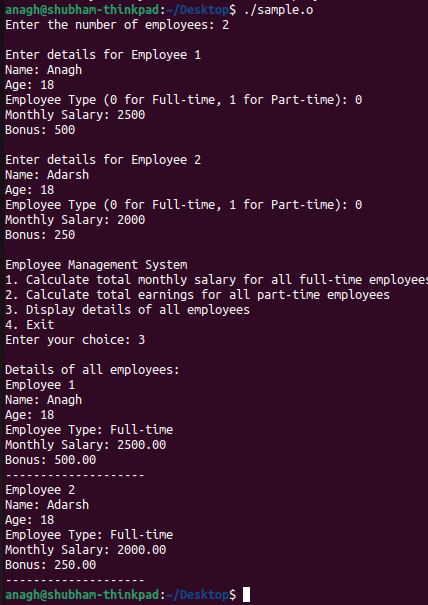 anagh@shubham-thinkpad:~/Desktop$ ./sample.o
Enter the number of employees: 2
Enter details for Employee 1
Name: Anagh
Age: 18
Employee Type (0 for Full-time, 1 for Part-time): 0
Monthly Salary: 2500
Bonus: 500
Enter details for Employee 2
Name: Adarsh
Age: 18
Employee Type (0 for Full-time, 1 for Part-time): 0
Monthly Salary: 2000
Bonus: 250
Employee Management System
1. Calculate total monthly salary for all full-time employees
2. Calculate total earnings for all part-time employees
3. Display details of all employees
4. Exit
Enter your choice: 3
Details of all employees:
Employee 1
Name: Anagh
Age: 18
Employee Type: Full-time
Monthly Salary: 2500.00
Bonus: 500.00
--------------------
Employee 2
Name: Adarsh
Age: 18
Employee Type: Full-time
Monthly Salary: 2000.00
Bonus: 250.00
--------------------
anagh@shubham-thinkpad:~/Desktop$